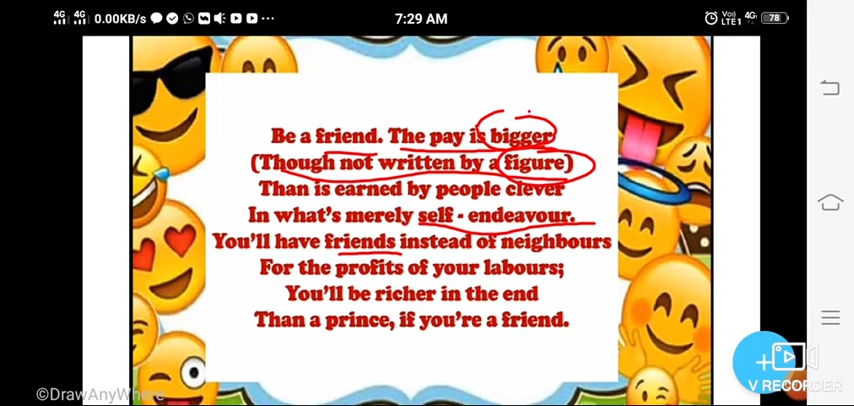 4G 4G 0.00KB/s 7:29 AM Vo) LTE1 4G 78
Be a friend. The pay is bigger
(Though not written by a figure)
Than is earned by people clever
In what's merely self - endeavour.
You'll have friends instead of neighbours
For the profits of your labours;
You'll be richer in the end
Than a prince, if you're a friend.
V RECORDER
©DrawAnyWhere